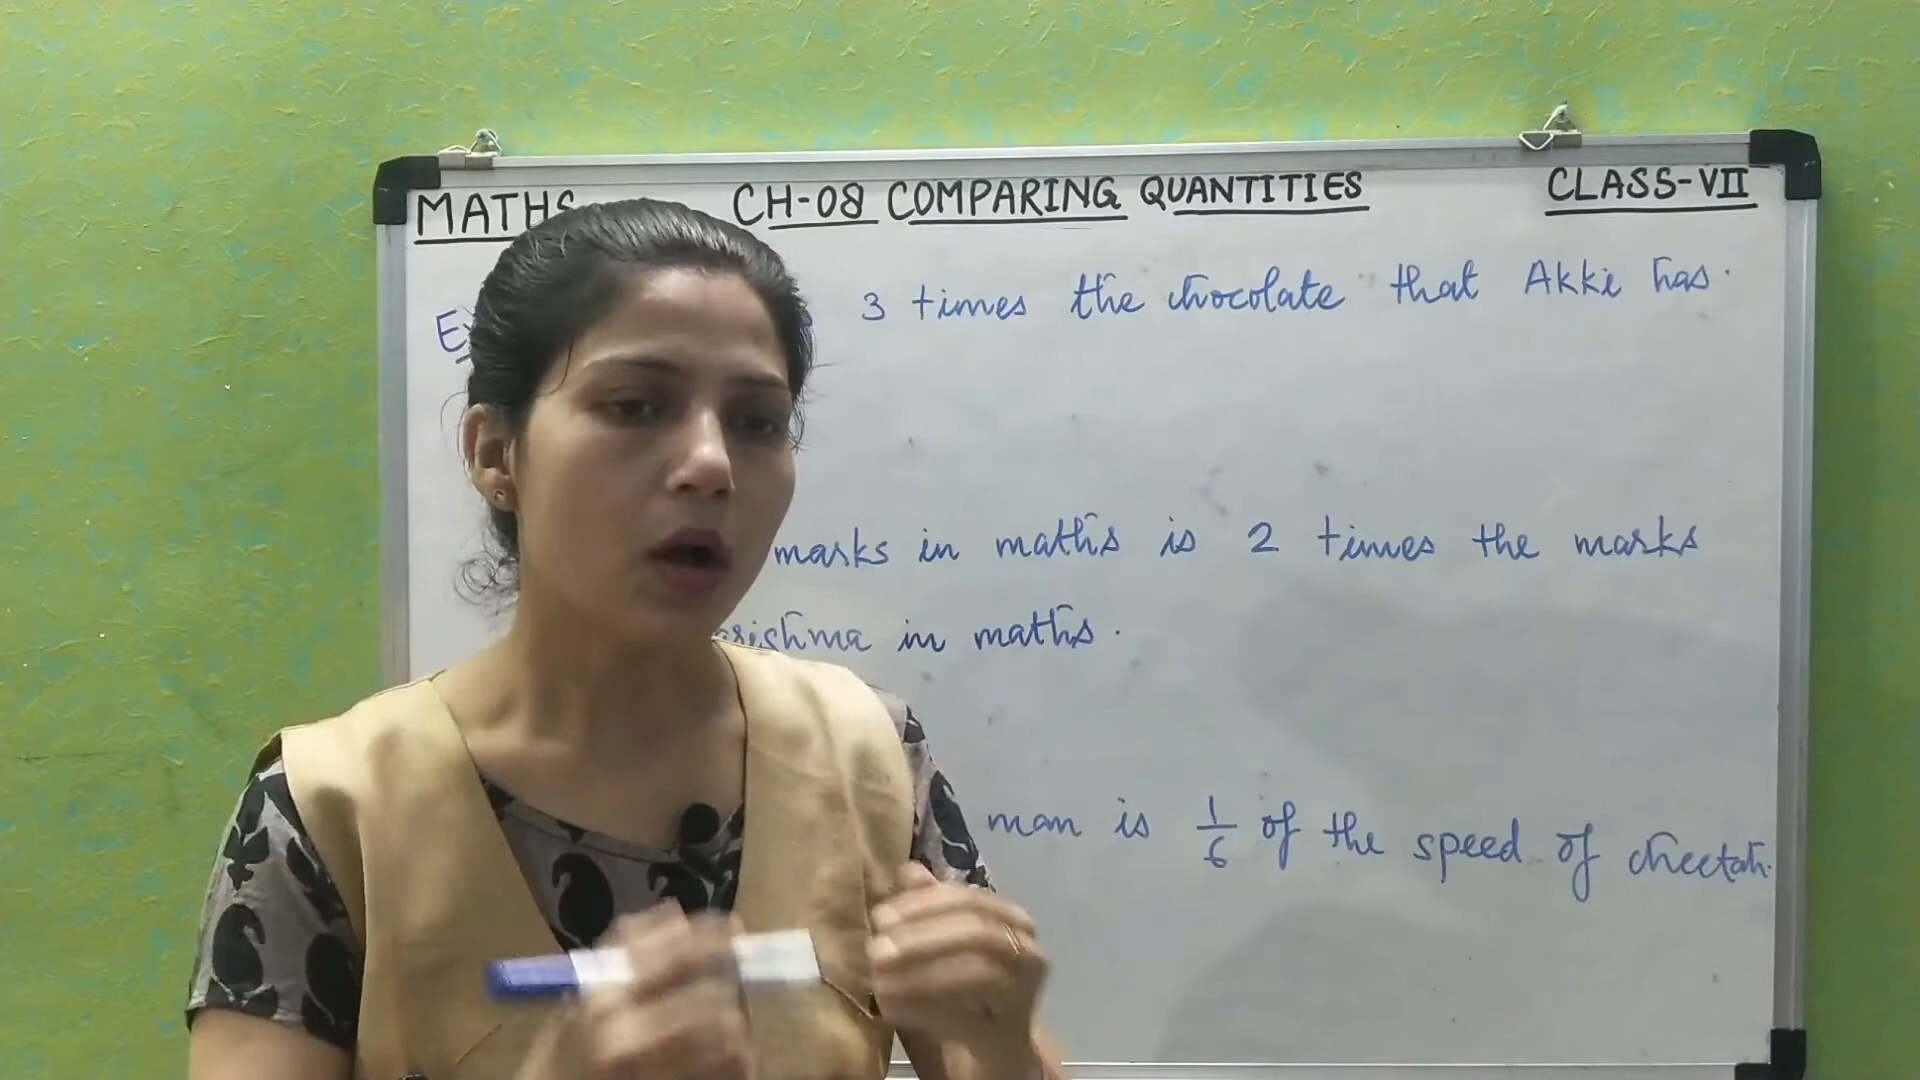 MATHS CH-08 COMPARING QUANTITIES CLASS-VII
3 times the chocolate that Akki has.
marks in maths is 2 times the marks
in maths.
man is 1/6 of the speed of cheetah.